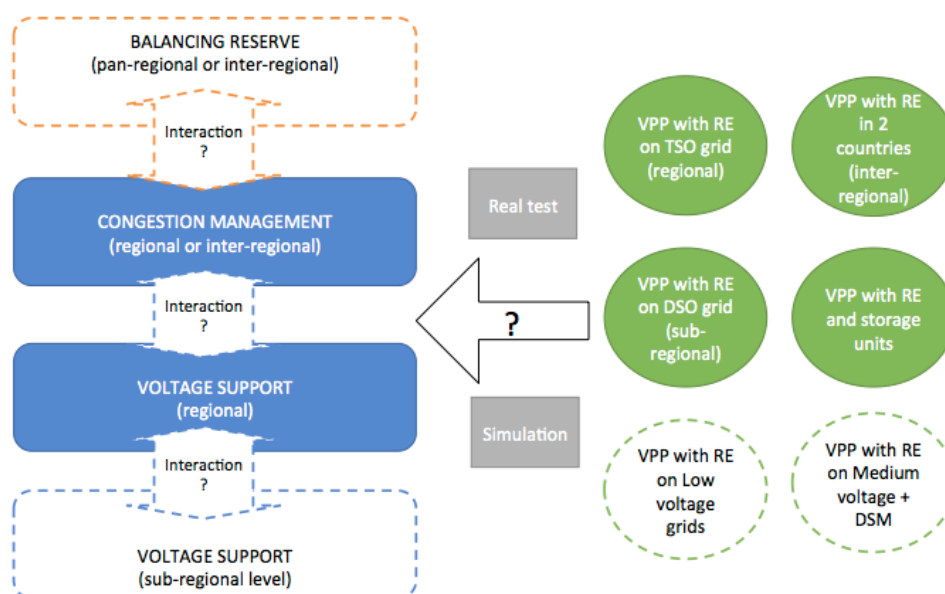 BALANCING RESERVE
(pan-regional or inter-regional)
Interaction
?
CONGESTION MANAGEMENT
(regional or inter-regional)
Interaction
?
VOLTAGE SUPPORT
(regional)
Interaction
?
VOLTAGE SUPPORT
(sub-regional level)
Real test
?
Simulation
VPP with RE
on TSO grid
(regional)
VPP with RE
in 2
countries
(inter-
regional)
VPP with RE
on DSO grid
(sub-
regional)
VPP with RE
and storage
units
VPP with RE
on Low
voltage
grids
VPP with RE
on Medium
voltage +
DSM